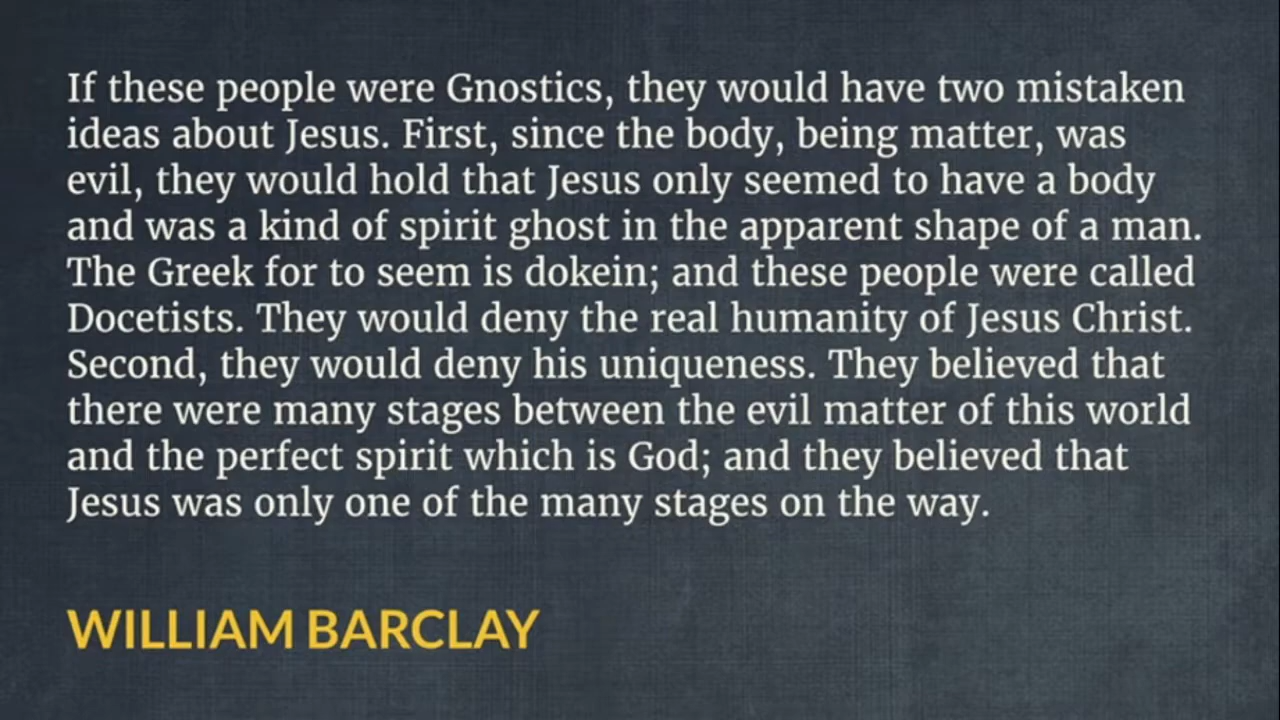 If these people were Gnostics, they would have two mistaken
ideas about Jesus. First, since the body, being matter, was
evil, they would hold that Jesus only seemed to have a body
and was a kind of spirit ghost in the apparent shape of a man.
The Greek for to seem is dokein; and these people were called
Docetists. They would deny the real humanity of Jesus Christ.
Second, they would deny his uniqueness. They believed that
there were many stages between the evil matter of this world
and the perfect spirit which is God; and they believed that
Jesus was only one of the many stages on the way.
WILLIAM BARCLAY